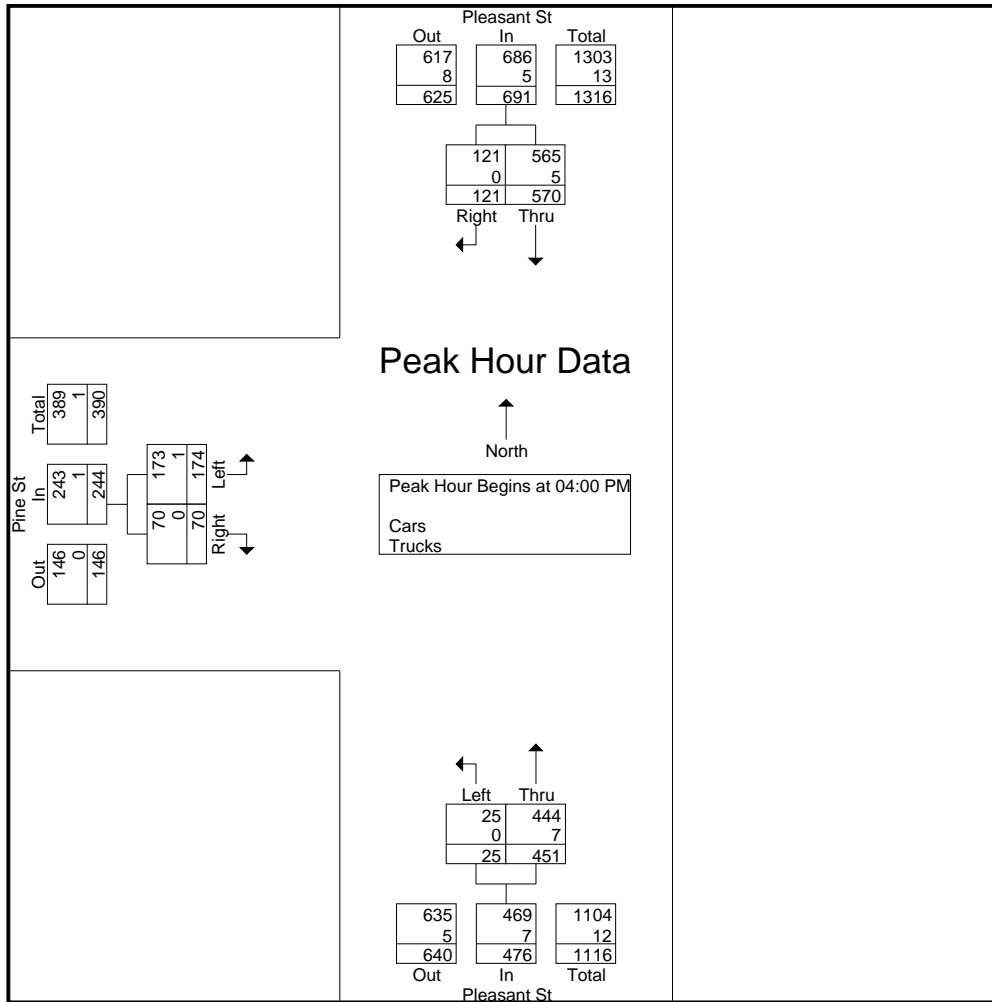 Pleasant St
Out In Total
617 686 1303
8 5 13
625 691 1316
121 565
0 5
121 570
Right Thru
Peak Hour Data
North
Peak Hour Begins at 04:00 PM
Cars
Trucks
Pine St
Total
389
1
390
In
243
1
244
Out
146
0
146
173
1
174
Left
70
0
70
Right
Left Thru
25 444
0 7
25 451
635 469 1104
5 7 12
640 476 1116
Out In Total
Pleasant St